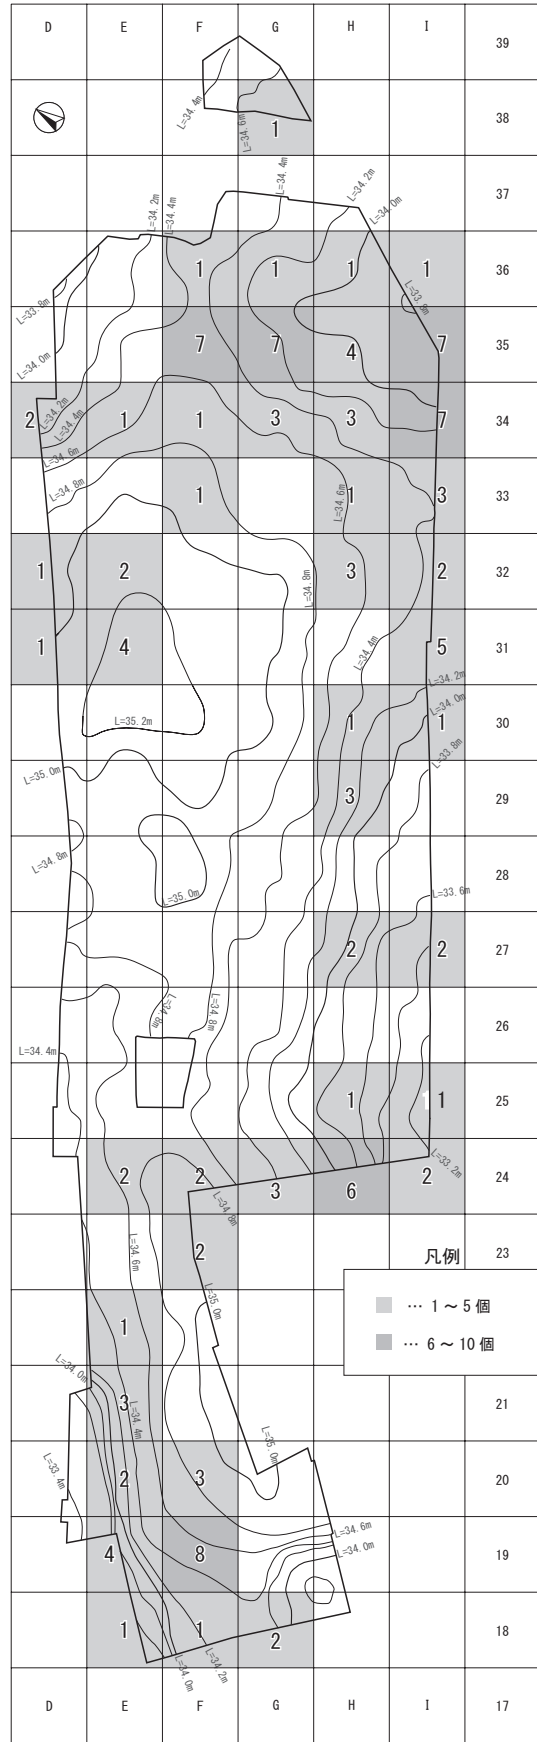 D E F G H I
39
L=34.4m L=34.6m 1 38
L=34.2m L=34.4m L=34.4m L=34.2m L=34.0m 37
L=33.8m 1 1 1 1 L=33.8m 36
L=34.0m 7 7 4 7 35
2 L=34.2m L=34.4m 1 1 3 3 7 34
L=34.6m L=34.8m 1 L=34.6m 1 3 33
1 2 L=34.8m 3 2 32
1 4 L=34.4m 5 31
L=35.2m 1 L=34.2m L=34.0m 1 L=33.8m 30
L=35.0m 3 29
L=34.8m L=35.0m L=33.6m 28
2 2 27
L=34.4m L=34.8m L=34.8m 26
1 1 25
2 2 3 6 2 L=33.2m 24
L=34.8m L=34.6m 2 23
凡例
… 1～5個
… 6～10個
L=35.0m 1
L=34.0m 3 L=34.4m 21
L=33.4m 2 3 L=35.0m 20
4 8 L=34.6m L=34.0m 19
1 1 2 18
L=34.0m L=34.2m
D E F G H I 17